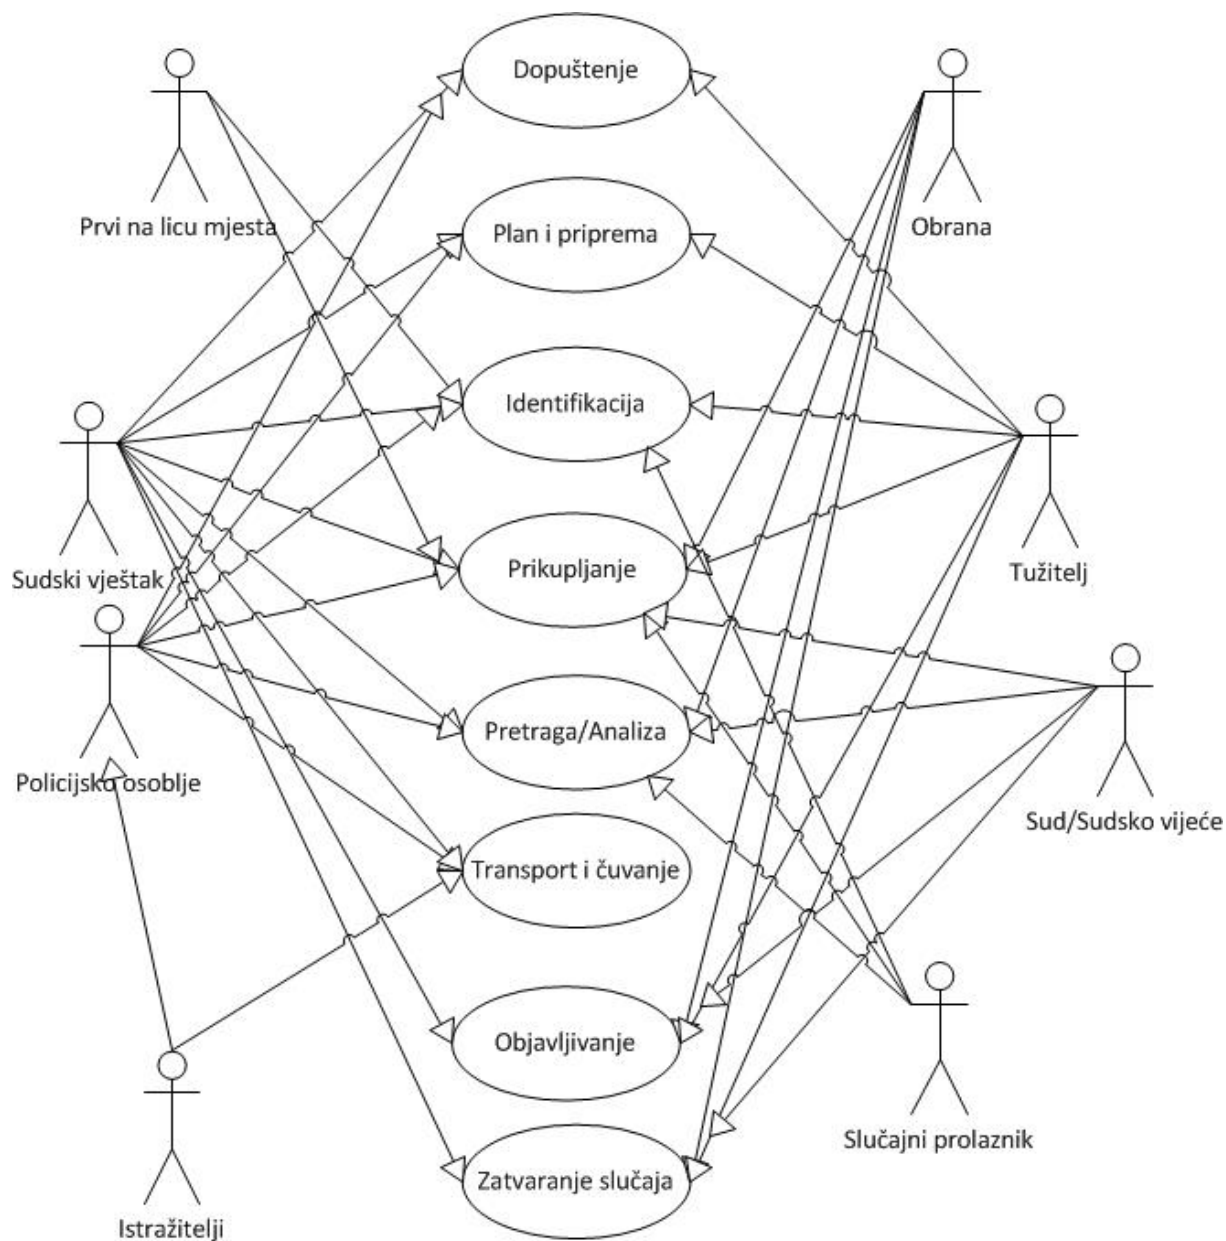 Dopuštenje
Prvi na licu mjesta
Obrana
Plan i priprema
Identifikacija
Sudski vještak
Tužitelj
Prikupljanje
Policijsko osoblje
Pretraga/Analiza
Sud/Sudsko vijeće
Transport i čuvanje
Objavljivanje
Slučajni prolaznik
Zatvaranje slučaja
Istražitelji